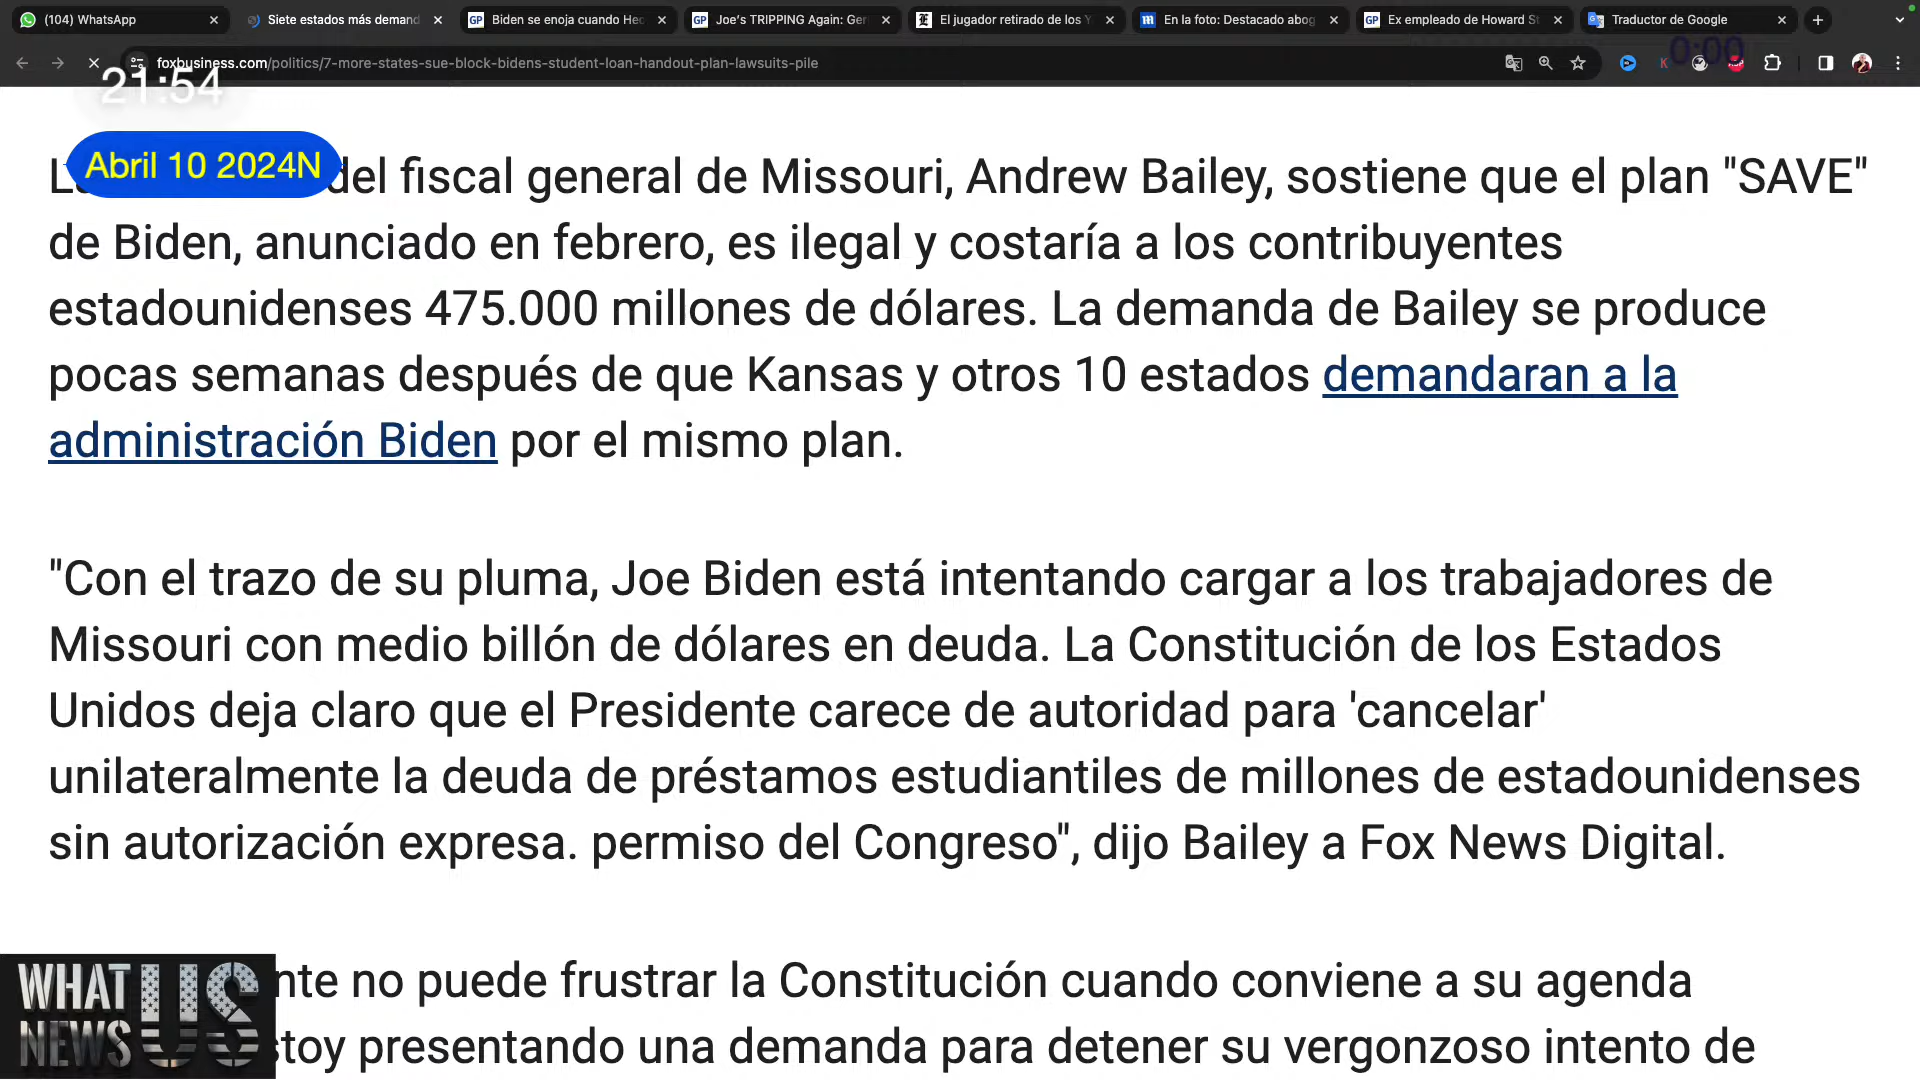 (104) WhatsApp
Siete estados más demand
Biden se enoja cuando Hec
Joe's TRIPPING Again: Ger
El jugador retirado de los Y
En la foto: Destacado abog
Ex empleado de Howard St
Traductor de Google
foxbusiness.com/politics/7-more-states-sue-block-bidens-student-loan-handout-plan-lawsuits-pile
0:00
21:54
Abril 10 2024N
del fiscal general de Missouri, Andrew Bailey, sostiene que el plan "SAVE"
de Biden, anunciado en febrero, es ilegal y costaría a los contribuyentes
estadounidenses 475.000 millones de dólares. La demanda de Bailey se produce
pocas semanas después de que Kansas y otros 10 estados demandaran a la
administración Biden por el mismo plan.
"Con el trazo de su pluma, Joe Biden está intentando cargar a los trabajadores de
Missouri con medio billón de dólares en deuda. La Constitución de los Estados
Unidos deja claro que el Presidente carece de autoridad para 'cancelar'
unilateralmente la deuda de préstamos estudiantiles de millones de estadounidenses
sin autorización expresa. permiso del Congreso", dijo Bailey a Fox News Digital.
nte no puede frustrar la Constitución cuando conviene a su agenda
stoy presentando una demanda para detener su vergonzoso intento de
WHAT
NEWS
US